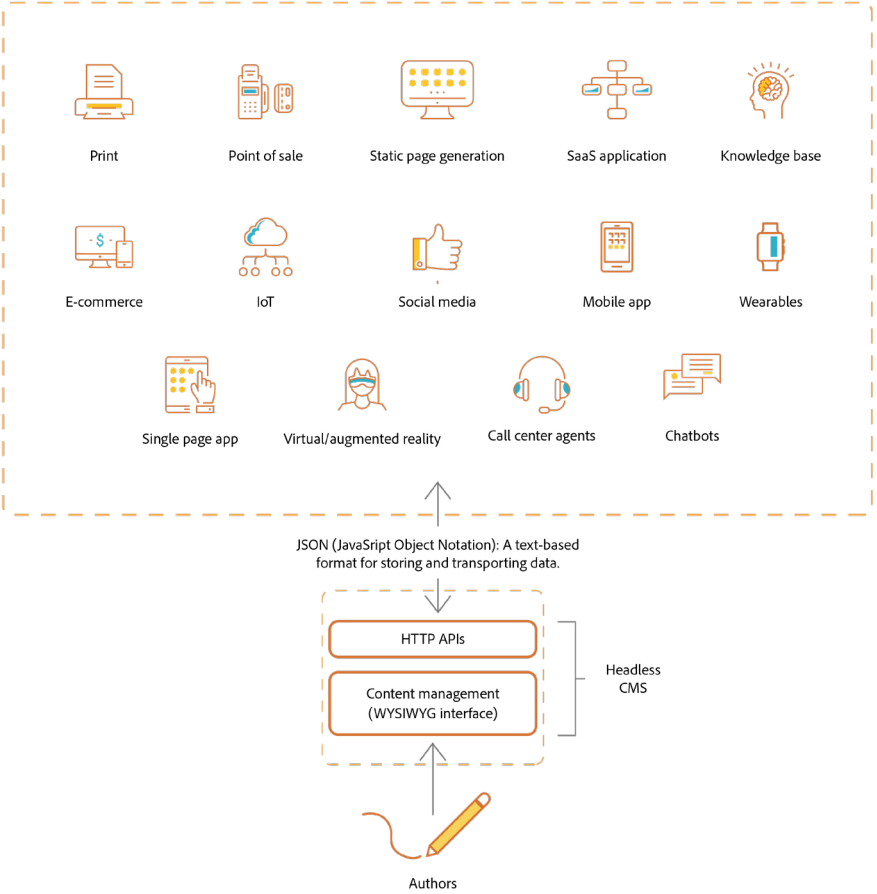 Print
Point of sale
Static page generation
SaaS application
Knowledge base
$
E-commerce
IoT
Social media
Mobile app
Wearables
Single page app
Virtual/augmented reality
Call center agents
Chatbots
JSON (JavaSript Object Notation): A text-based
format for storing and transporting data.
HTTP APIs
Content management
(WYSIWYG interface)
Headless
CMS
Authors